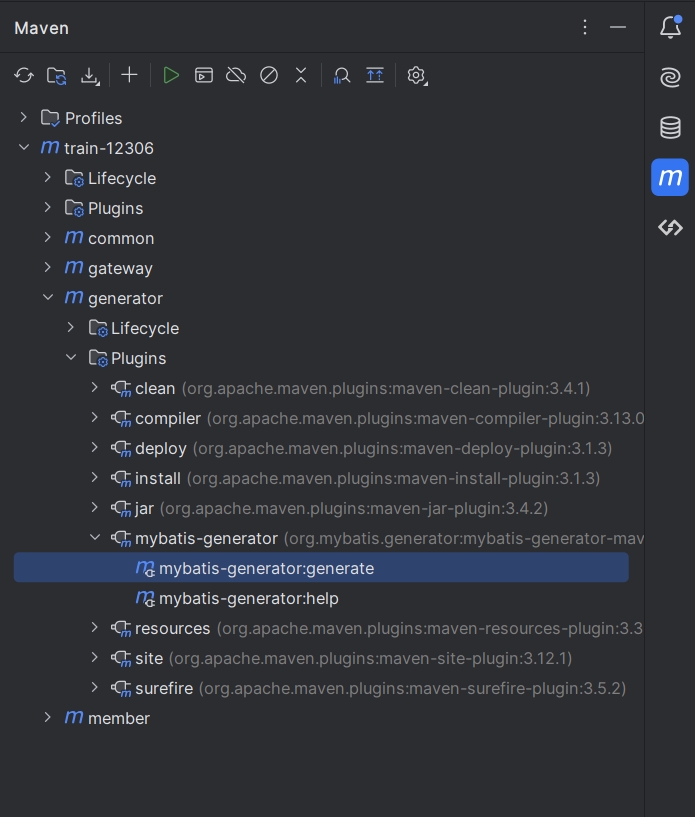 Maven
Profiles
train-12306
Lifecycle
Plugins
common
gateway
generator
Lifecycle
Plugins
clean (org.apache.maven.plugins:maven-clean-plugin:3.4.1)
compiler (org.apache.maven.plugins:maven-compiler-plugin:3.13.0
deploy (org.apache.maven.plugins:maven-deploy-plugin:3.1.3)
install (org.apache.maven.plugins:maven-install-plugin:3.1.3)
jar (org.apache.maven.plugins:maven-jar-plugin:3.4.2)
mybatis-generator (org.mybatis.generator:mybatis-generator-mav
mybatis-generator:generate
mybatis-generator:help
resources (org.apache.maven.plugins:maven-resources-plugin:3.3
site (org.apache.maven.plugins:maven-site-plugin:3.12.1)
surefire (org.apache.maven.plugins:maven-surefire-plugin:3.5.2)
member